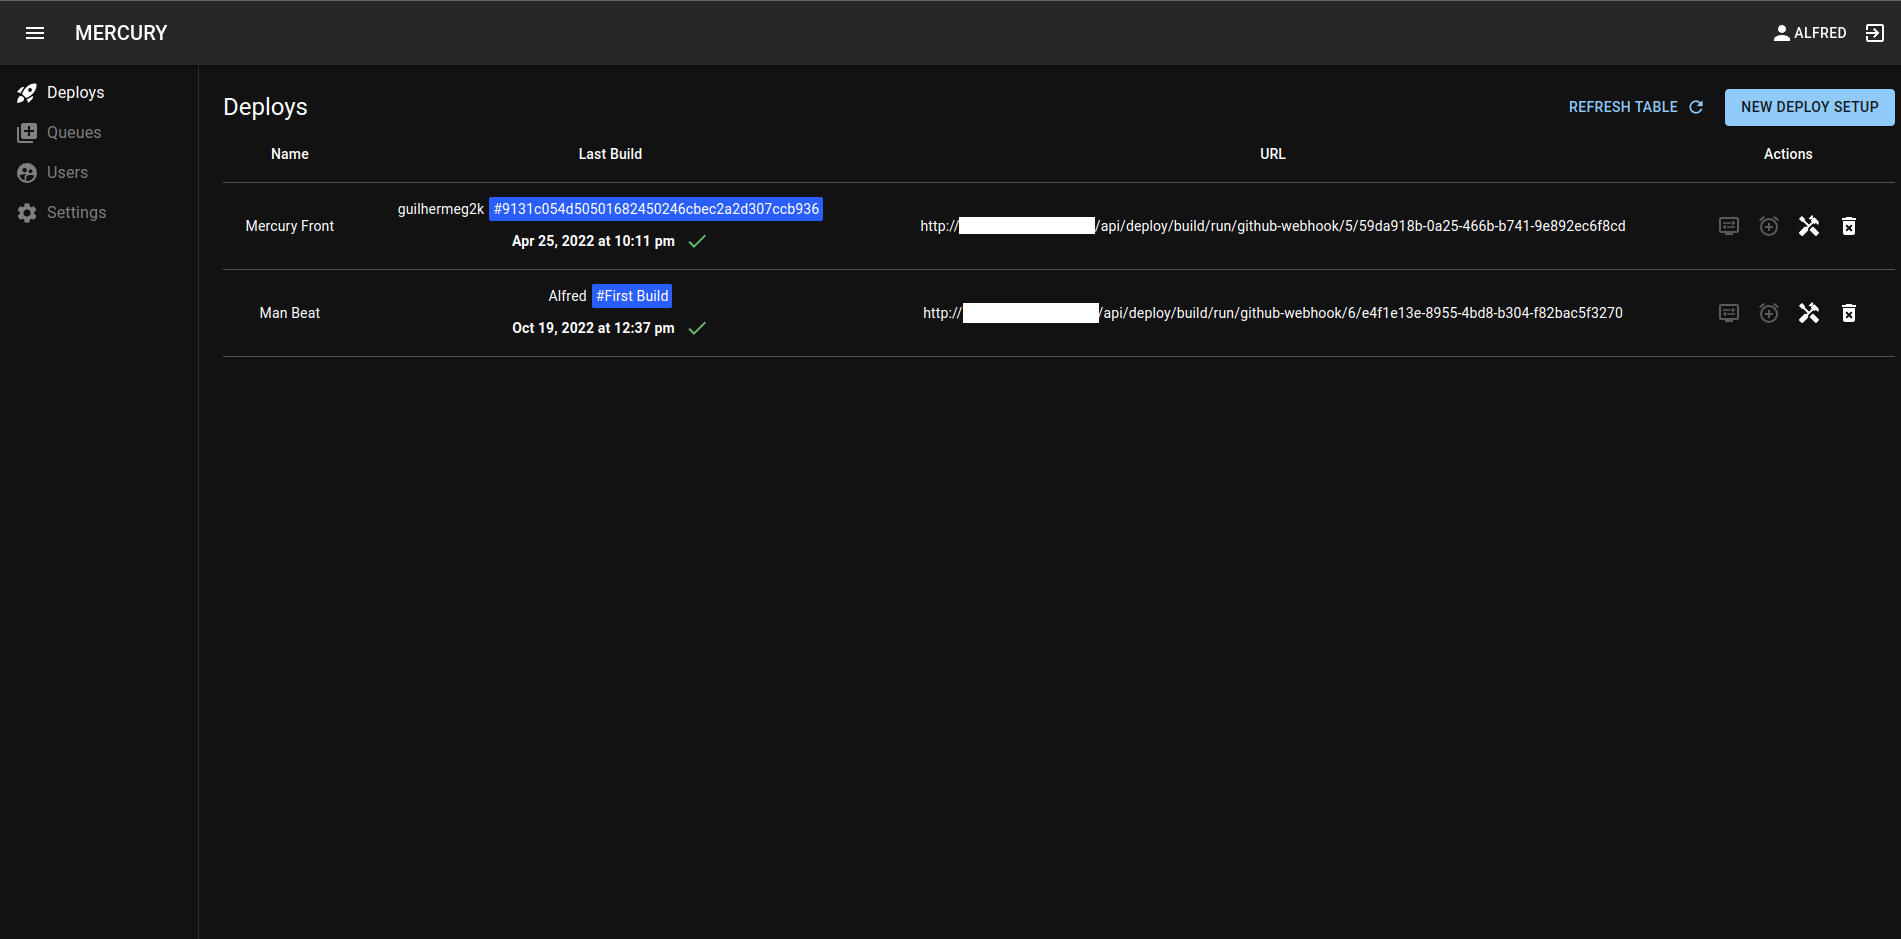 MERCURY
ALFRED
Deploys
Queues
Users
Settings
Deploys
REFRESH TABLE
NEW DEPLOY SETUP
Name Last Build URL Actions
Mercury Front
guilhermeg2k #9131c054d50501682450246cbec2a2d307ccb936
Apr 25, 2022 at 10:11 pm
http:// /api/deploy/build/run/github-webhook/5/59da918b-0a25-466b-b741-9e892ec6f8cd
Man Beat
Alfred #First Build
Oct 19, 2022 at 12:37 pm
http:// /api/deploy/build/run/github-webhook/6/e4f1e13e-8955-4bd8-b304-f82bac5f3270